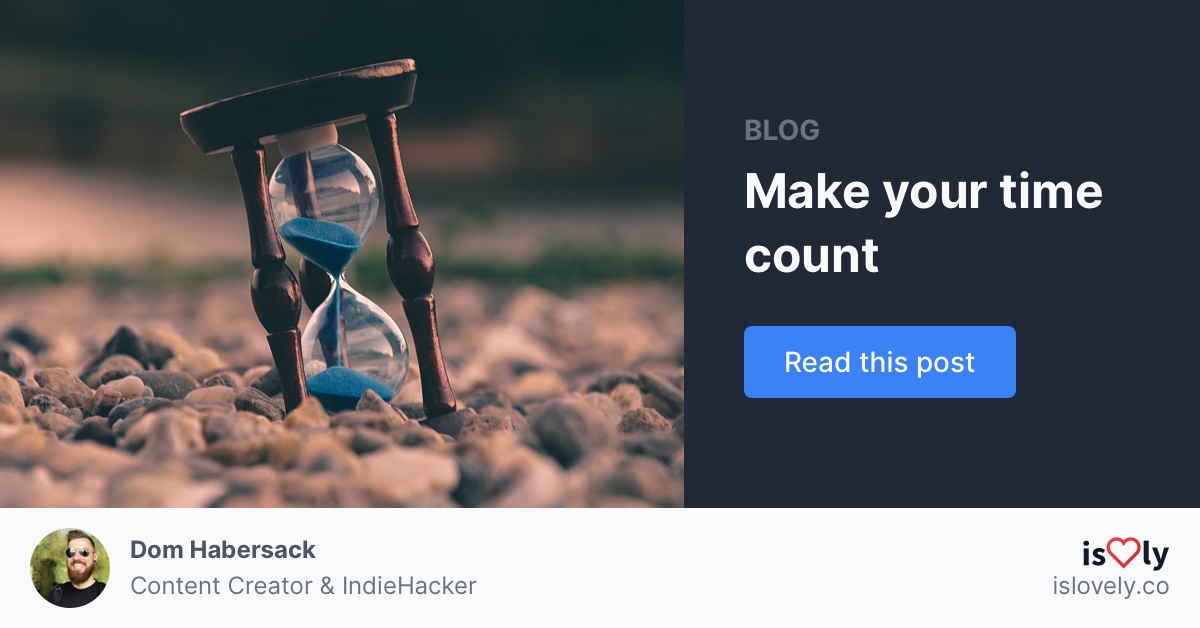 BLOG
Make your time
count
Read this post
Dom Habersack
Content Creator & IndieHacker
is♡ly
islovely.co